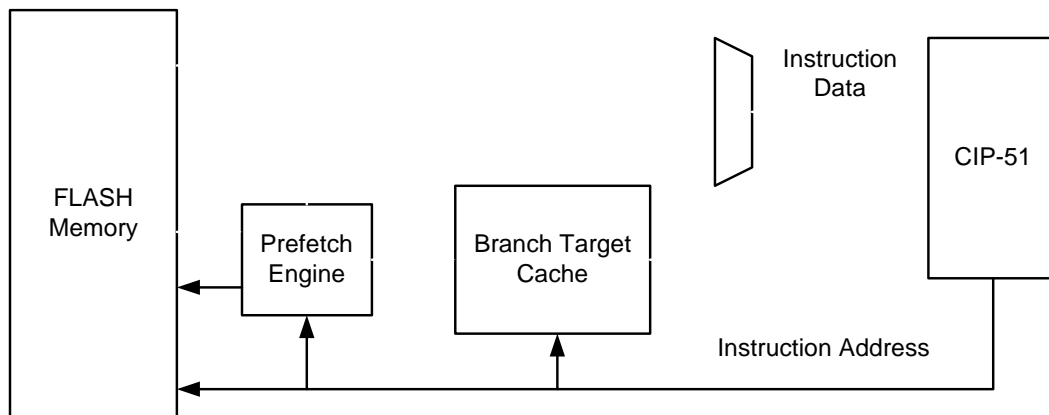 FLASH
Memory
Prefetch
Engine
Branch Target
Cache
Instruction
Data
CIP-51
Instruction Address